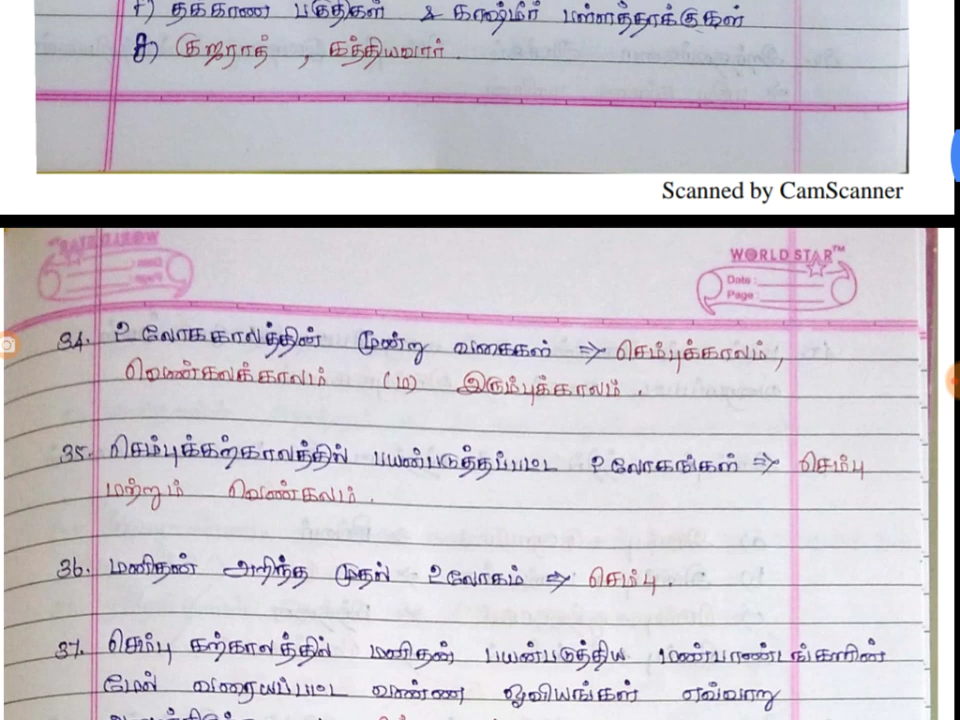 f) தக்காண பகுதிகள் & காஷ்மீர் பள்ளத்தாக்குகள்
g) குஜராத் , கத்தியவார் .
Scanned by CamScanner
WORLD STAR™
Date :
Page :
34. உலோககாலத்தின் மூன்று வகைகள் ⇒ செம்புக்காலம் ,
வெண்கலக்காலம் (ம) இரும்புக்காலம் .
35. செம்புக்கற்காலத்தில் பயன்படுத்தப்பட்ட உலோகங்கள் ⇒ செம்பு
மற்றும் வெண்கலம் .
36. மனிதன் அறிந்த முதல் உலோகம் ⇒ செம்பு .
37. செம்பு கற்காலத்தில் மனிதன் பயன்படுத்திய மண்பாண்டங்களின்
மேல் வரையப்பட்ட வண்ண ஓவியங்கள் எவ்வாறு